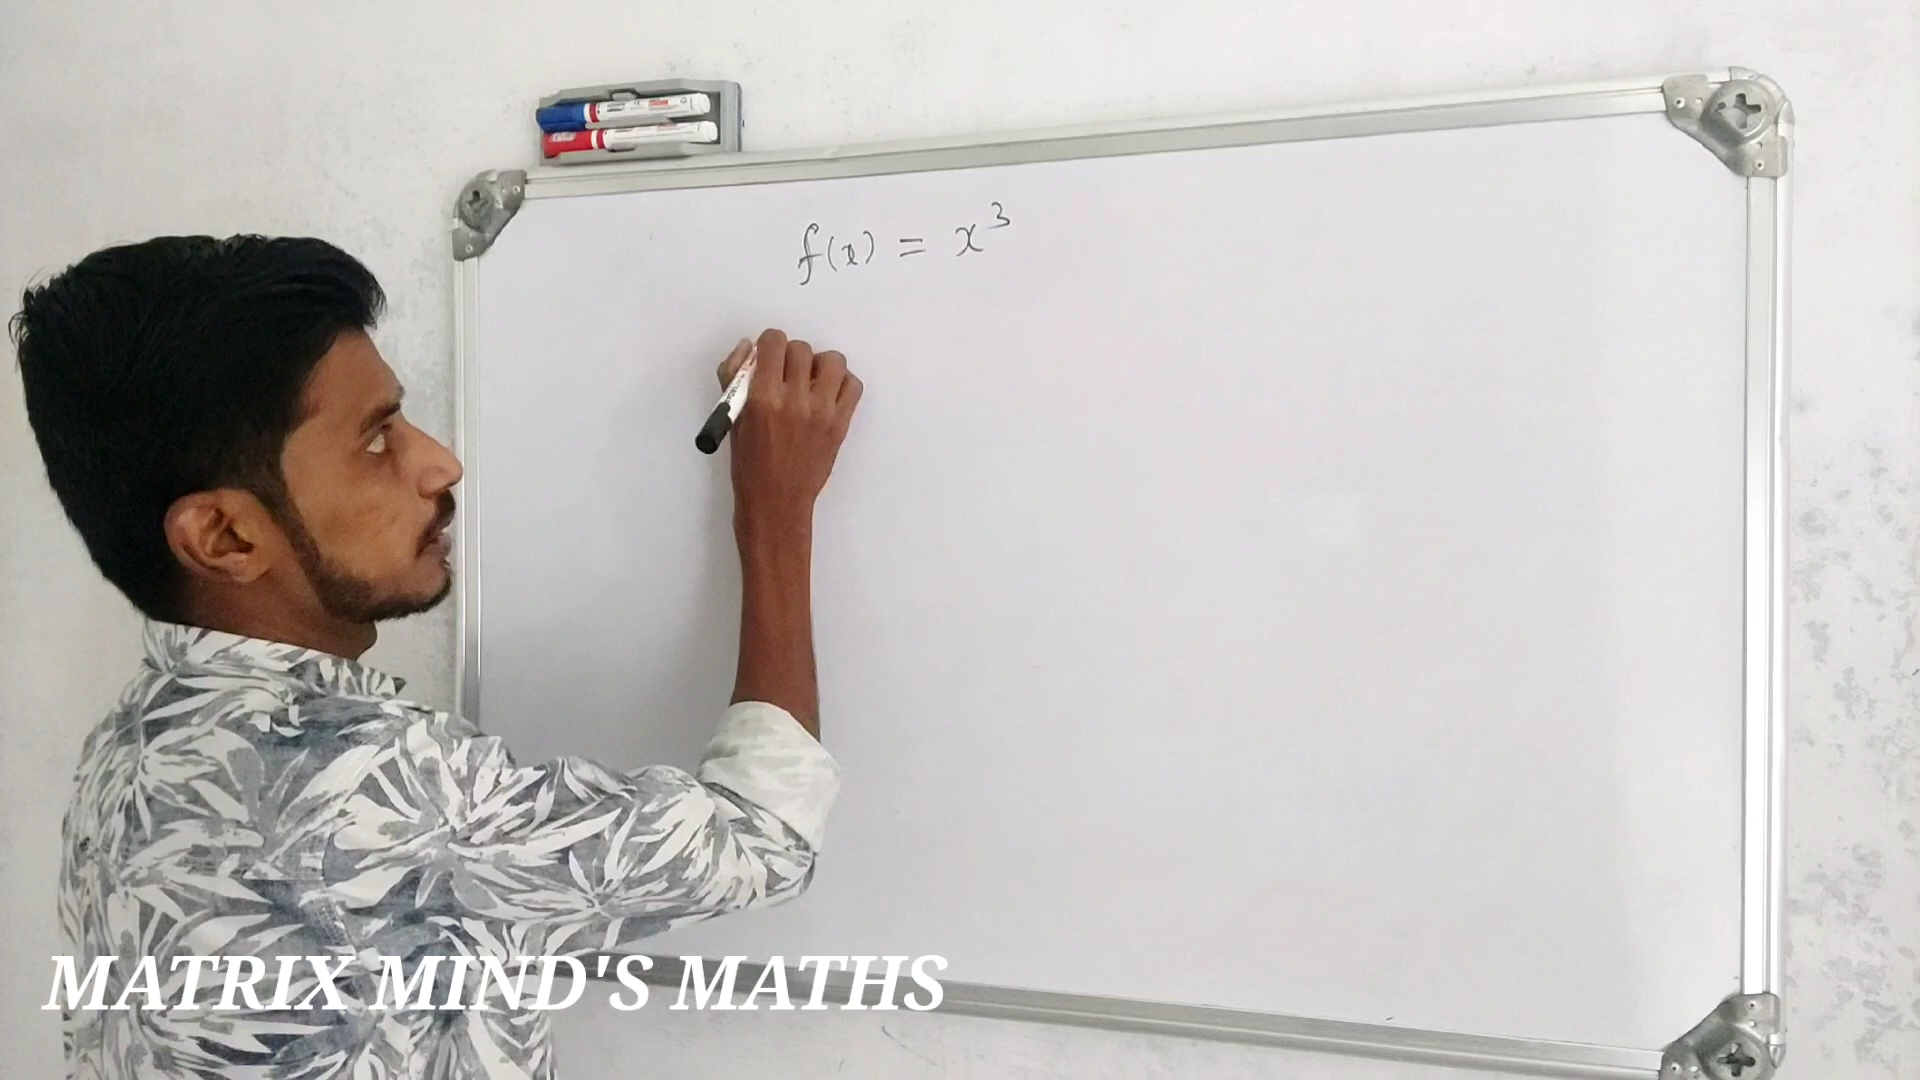 f(x) = x³
MATRIX MIND'S MATHS